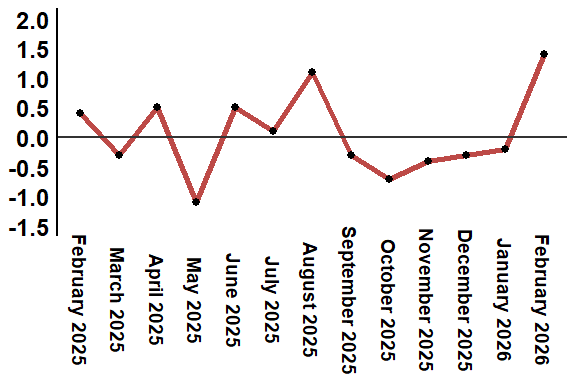 2.0
1.5
1.0
0.5
0.0
-0.5
-1.0
-1.5
February 2025
March 2025
April 2025
May 2025
June 2025
July 2025
August 2025
September 2025
October 2025
November 2025
December 2025
January 2026
February 2026